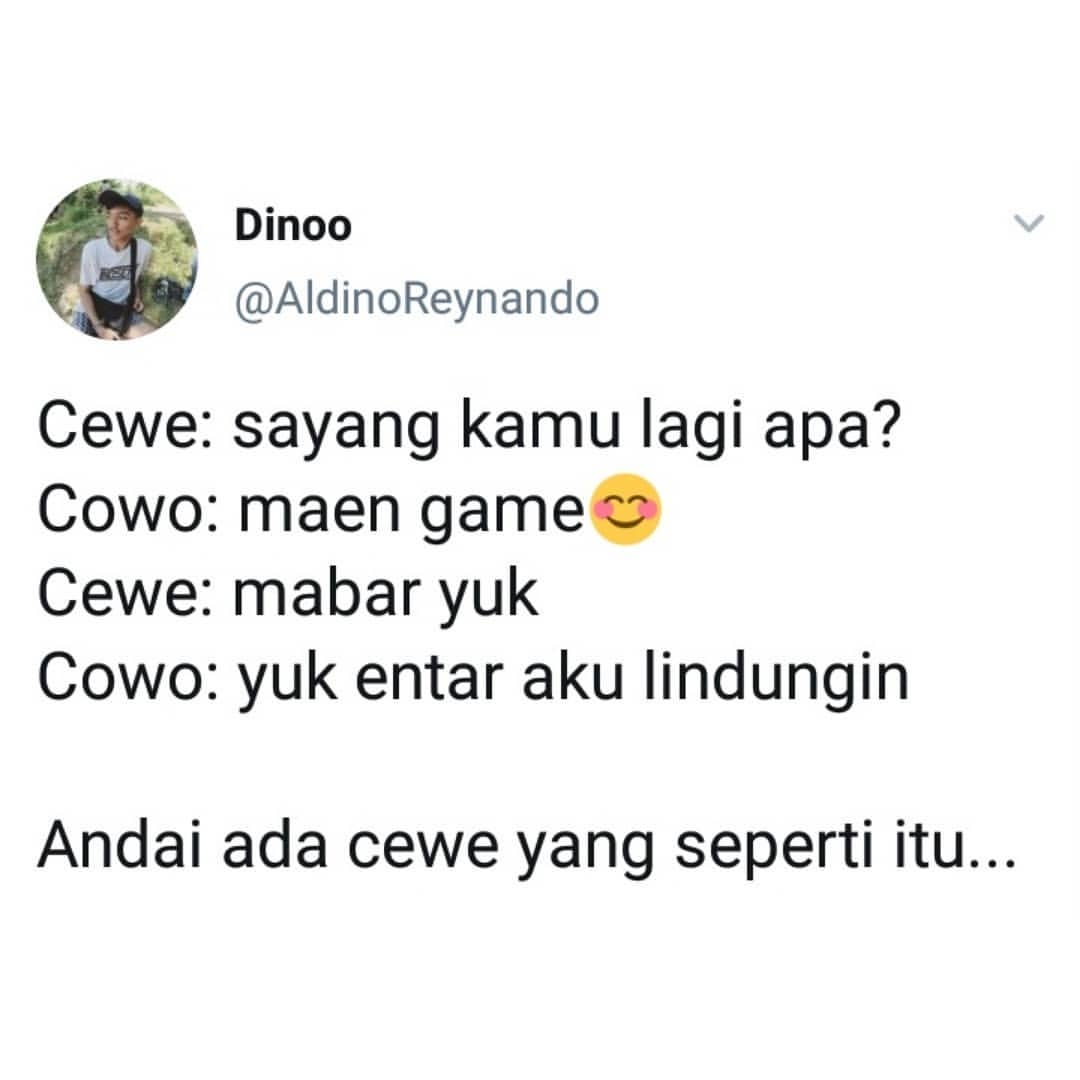 Dinoo
@AldinoReynando
Cewe: sayang kamu lagi apa?
Cowo: maen game😊
Cewe: mabar yuk
Cowo: yuk entar aku lindungin
Andai ada cewe yang seperti itu...